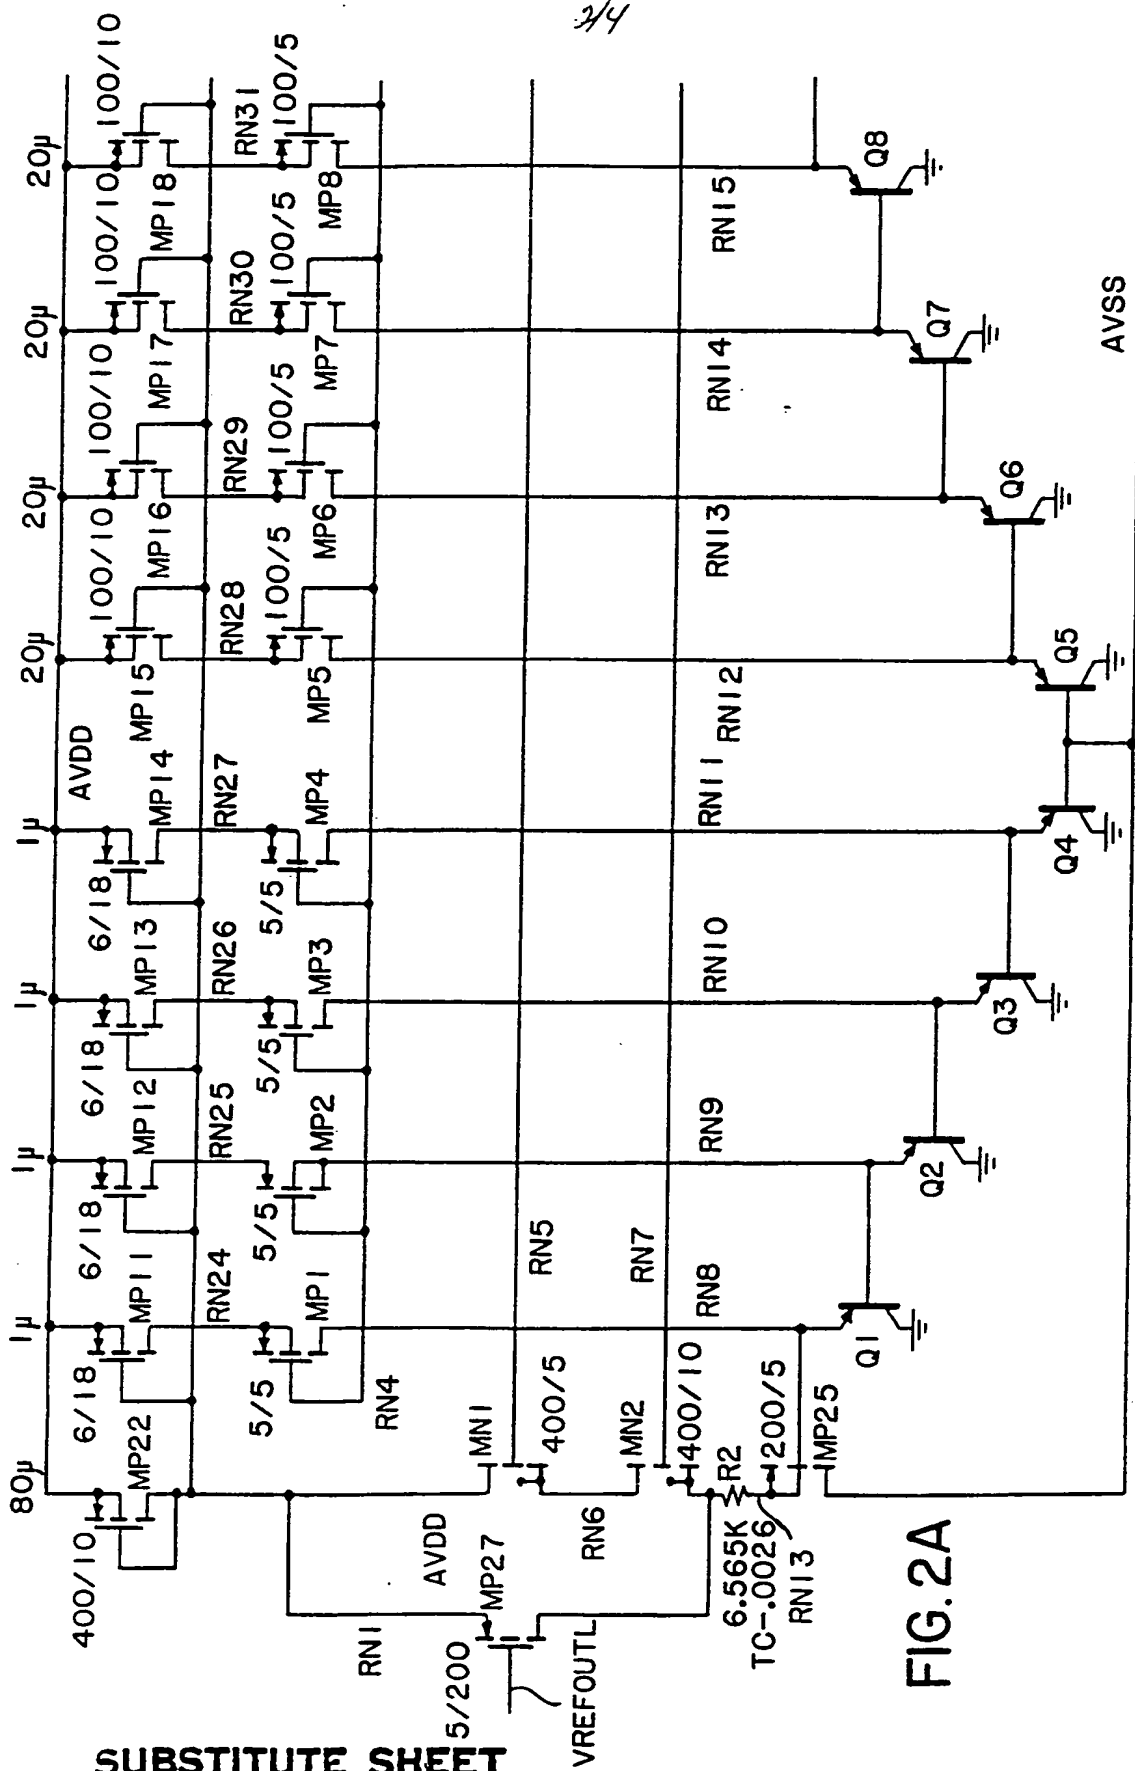 2/4
80μ
1μ
1μ
1μ
1μ
20μ
20μ
20μ
20μ
400/10
MP22
6/18
MP11
6/18
MP12
6/18
MP13
6/18
MP14
AVDD
100/10
MP15
100/10
MP16
100/10
MP17
100/10
MP18
RN24
RN25
RN26
RN27
RN28
RN29
RN30
RN31
5/5
MP1
5/5
MP2
5/5
MP3
5/5
MP4
100/5
MP5
100/5
MP6
100/5
MP7
100/5
MP8
RN1
RN4
AVDD
MN1
RN5
5/200
MP27
400/5
VREFOUTL
RN6
MN2
RN7
400/10
RN8
RN9
RN10
RN11
RN12
RN13
RN14
RN15
6.565K
R2
TC-.0026
200/5
RN13
MP25
Q1
Q2
Q3
Q4
Q5
Q6
Q7
Q8
AVSS
FIG.2A
SUBSTITUTE SHEET